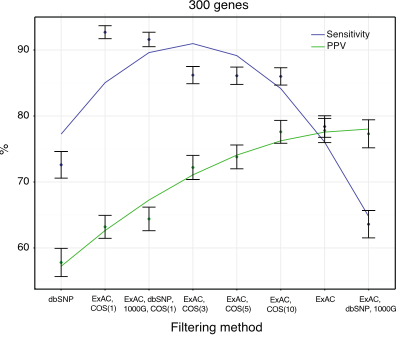 300 genes
Sensitivity
PPV
90
80
70
60
%
dbSNP
ExAC, COS(1)
ExAC, dbSNP, 1000G, COS(1)
ExAC, COS(3)
ExAC, COS(5)
ExAC, COS(10)
ExAC
ExAC, dbSNP, 1000G
Filtering method